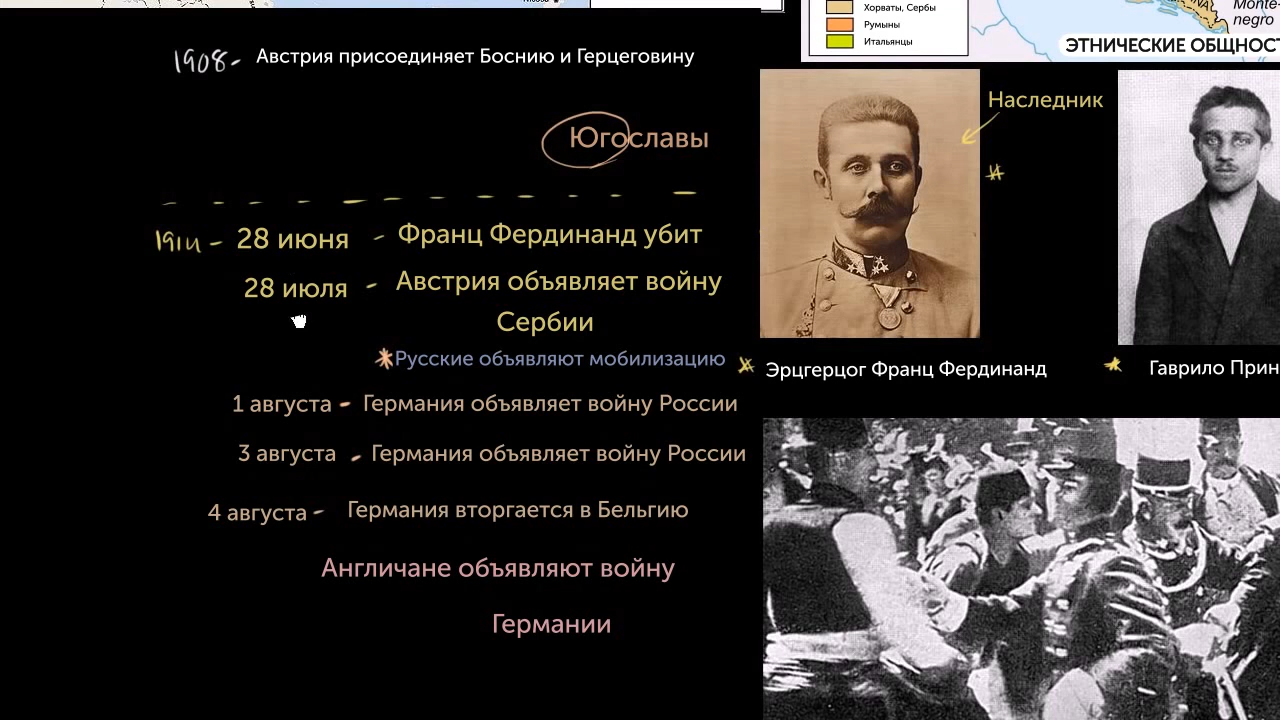 Хорваты, Сербы
Румыны
Итальянцы
Monte-
negro
ЭТНИЧЕСКИЕ ОБЩНОСТ
1908- Австрия присоединяет Боснию и Герцеговину
Югославы
Наследник
1914 - 28 июня - Франц Фердинанд убит
28 июля - Австрия объявляет войну
Сербии
Русские объявляют мобилизацию
Эрцгерцог Франц Фердинанд
Гаврило Прин
1 августа - Германия объявляет войну России
3 августа - Германия объявляет войну России
4 августа - Германия вторгается в Бельгию
Англичане объявляют войну
Германии